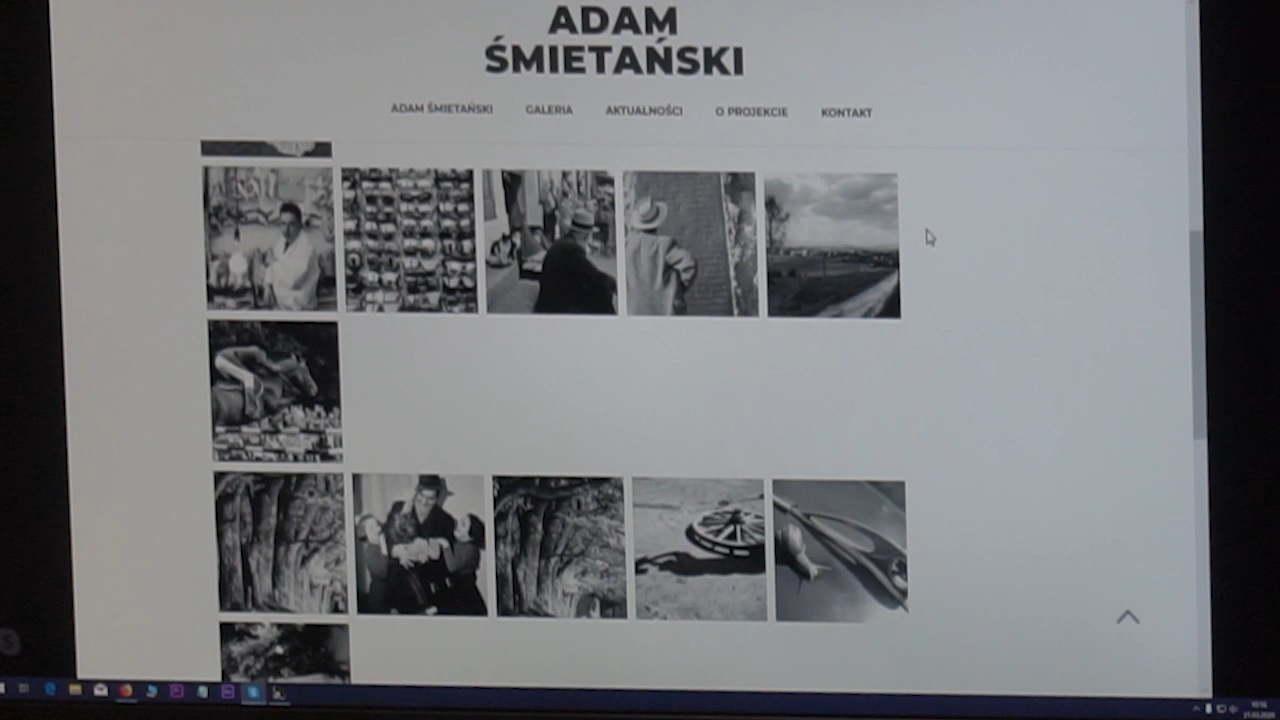 ADAM
ŚMIETAŃSKI
ADAM ŚMIETAŃSKI GALERIA AKTUALNOŚCI O PROJEKCIE KONTAKT